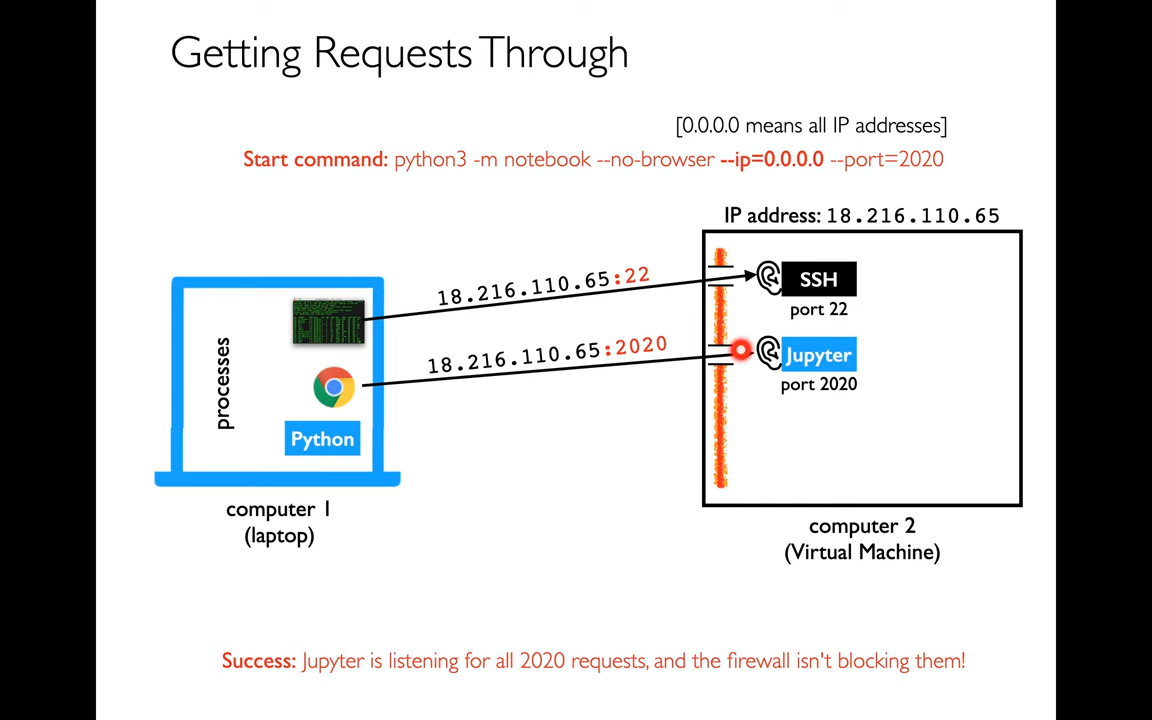 Getting Requests Through
[0.0.0.0 means all IP addresses]
Start command: python3 -m notebook --no-browser --ip=0.0.0.0 --port=2020
IP address: 18.216.110.65
18.216.110.65:22
SSH
port 22
18.216.110.65:2020
Jupyter
port 2020
processes
Python
computer 1
(laptop)
computer 2
(Virtual Machine)
Success: Jupyter is listening for all 2020 requests, and the firewall isn't blocking them!